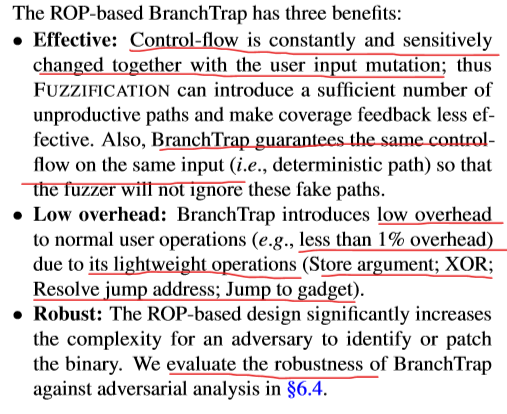 The ROP-based BranchTrap has three benefits:
• Effective: Control-flow is constantly and sensitively
changed together with the user input mutation; thus
FUZZIFICATION can introduce a sufficient number of
unproductive paths and make coverage feedback less ef-
fective. Also, BranchTrap guarantees the same control-
flow on the same input (i.e., deterministic path) so that
the fuzzer will not ignore these fake paths.
• Low overhead: BranchTrap introduces low overhead
to normal user operations (e.g., less than 1% overhead)
due to its lightweight operations (Store argument; XOR;
Resolve jump address; Jump to gadget).
• Robust: The ROP-based design significantly increases
the complexity for an adversary to identify or patch
the binary. We evaluate the robustness of BranchTrap
against adversarial analysis in §6.4.